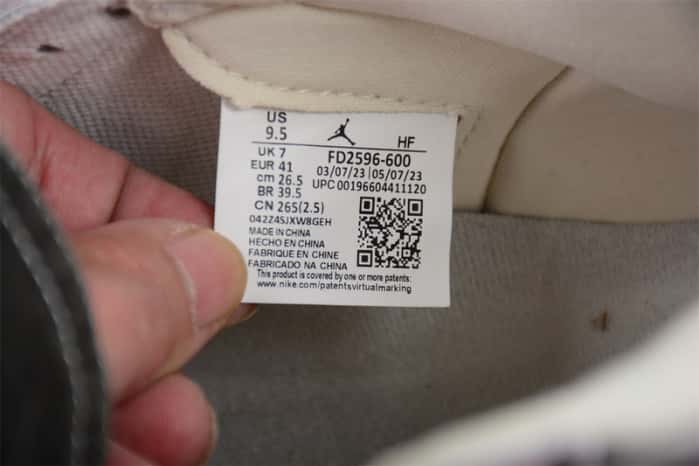 US
9.5
HF
UK 7
FD2596-600
EUR 41
03/07/23 05/07/23
cm 26.5
UPC 00196604411120
BR 39.5
CN 265(2.5)
042Z4SJXW8GEH
MADE IN CHINA
HECHO EN CHINA
FABRIQUE EN CHINE
FABRICADO NA CHINA
This product is covered by one or more patents:
www.nike.com/patentsvirtualmarking